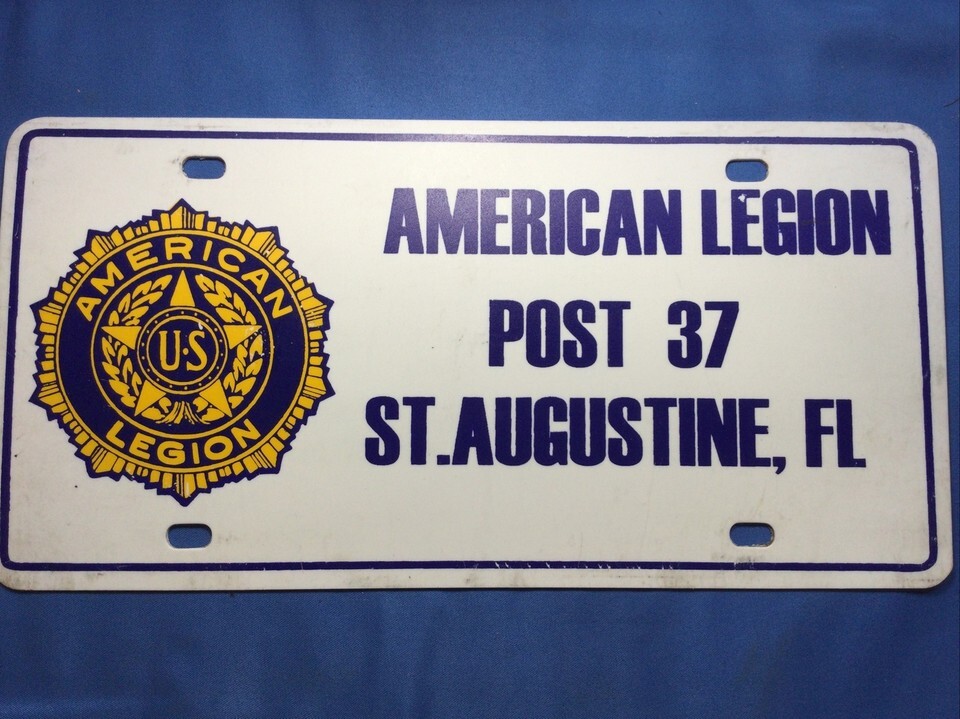 AMERICAN
U·S
LEGION
AMERICAN LEGION
POST 37
ST.AUGUSTINE, FL